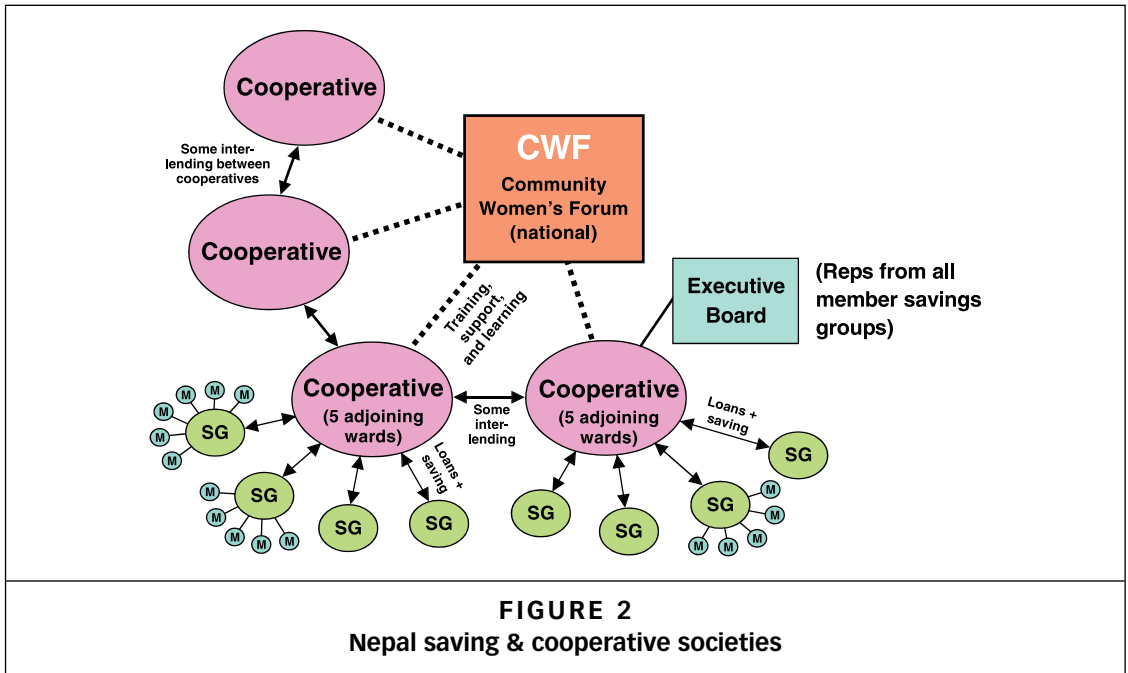 Cooperative
Some inter-
lending between
cooperatives
Cooperative
CWF
Community
Women's Forum
(national)
Executive
Board
(Reps from all
member savings
groups)
Training,
support,
and learning
Cooperative
(5 adjoining
wards)
Some
inter-
lending
Cooperative
(5 adjoining
wards)
Loans +
saving
Loans +
saving
M
M
M
M
M
M
SG
SG
M
M
M
M
M
SG
SG
SG
SG
SG
M
M
M
M
M
SG
FIGURE 2
Nepal saving & cooperative societies